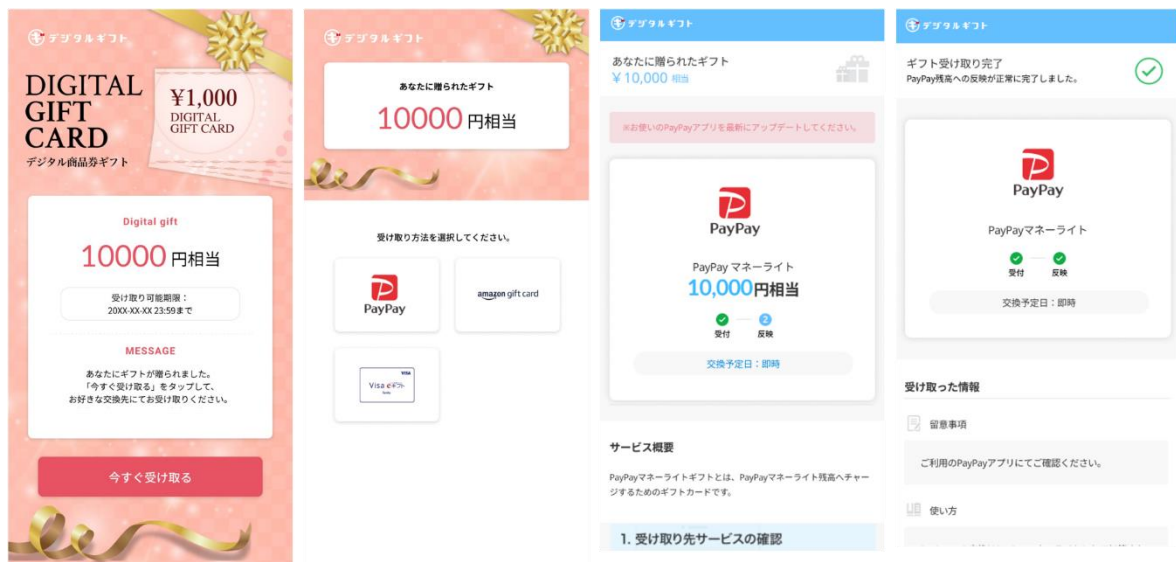 デジタルギフト
DIGITAL
GIFT
CARD
デジタル商品券ギフト
¥1,000
DIGITAL
GIFT CARD
Digital gift
10000 円相当
受け取り可能期限：
20XX-XX-XX 23:59まで
MESSAGE
あなたにギフトが贈られました。
「今すぐ受け取る」をタップして、
お好きな交換先にてお受け取りください。
今すぐ受け取る
デジタルギフト
あなたに贈られたギフト
10000 円相当
受け取り方法を選択してください。
PayPay
amazon gift card
VISA
Visa eギフト
デジタルギフト
あなたに贈られたギフト
¥10,000 相当
※お使いのPayPayアプリを最新にアップデートしてください。
PayPay
PayPay マネーライト
10,000円相当
2
受付 反映
交換予定日：即時
サービス概要
PayPayマネーライトギフトとは、PayPayマネーライト残高へチャー
ジするためのギフトカードです。
1. 受け取り先サービスの確認
デジタルギフト
ギフト受け取り完了
PayPay残高への反映が正常に完了しました。
PayPay
PayPayマネーライト
受付 反映
交換予定日：即時
受け取った情報
留意事項
ご利用のPayPayアプリにてご確認ください。
使い方